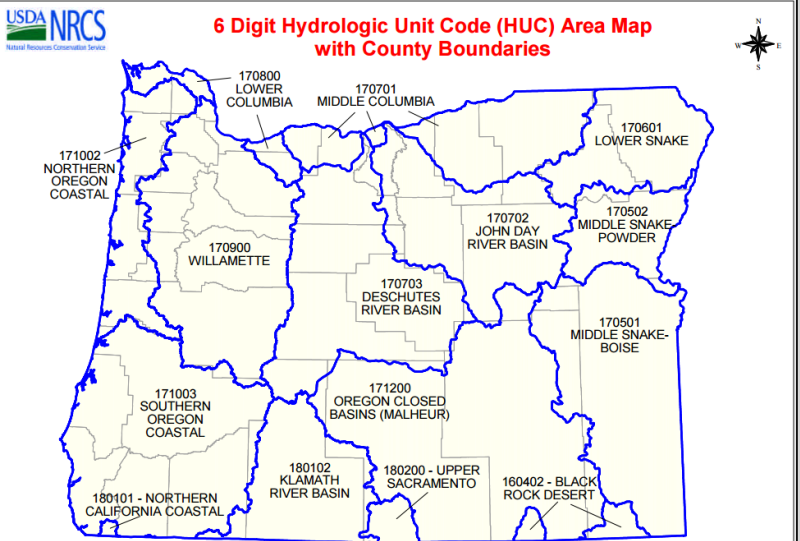 USDA NRCS
Natural Resources Conservation Service
6 Digit Hydrologic Unit Code (HUC) Area Map
with County Boundaries
N
W
E
S
170800
LOWER
COLUMBIA
170701
MIDDLE COLUMBIA
170601
LOWER SNAKE
171002
NORTHERN
OREGON
COASTAL
170702
JOHN DAY
RIVER BASIN
170502
MIDDLE SNAKE
POWDER
170900
WILLAMETTE
170703
DESCHUTES
RIVER BASIN
170501
MIDDLE SNAKE-
BOISE
171003
SOUTHERN
OREGON
COASTAL
171200
OREGON CLOSED
BASINS (MALHEUR)
180102
KLAMATH
RIVER BASIN
180200 - UPPER
SACRAMENTO
160402 - BLACK
ROCK DESERT
180101 - NORTHERN
CALIFORNIA COASTAL